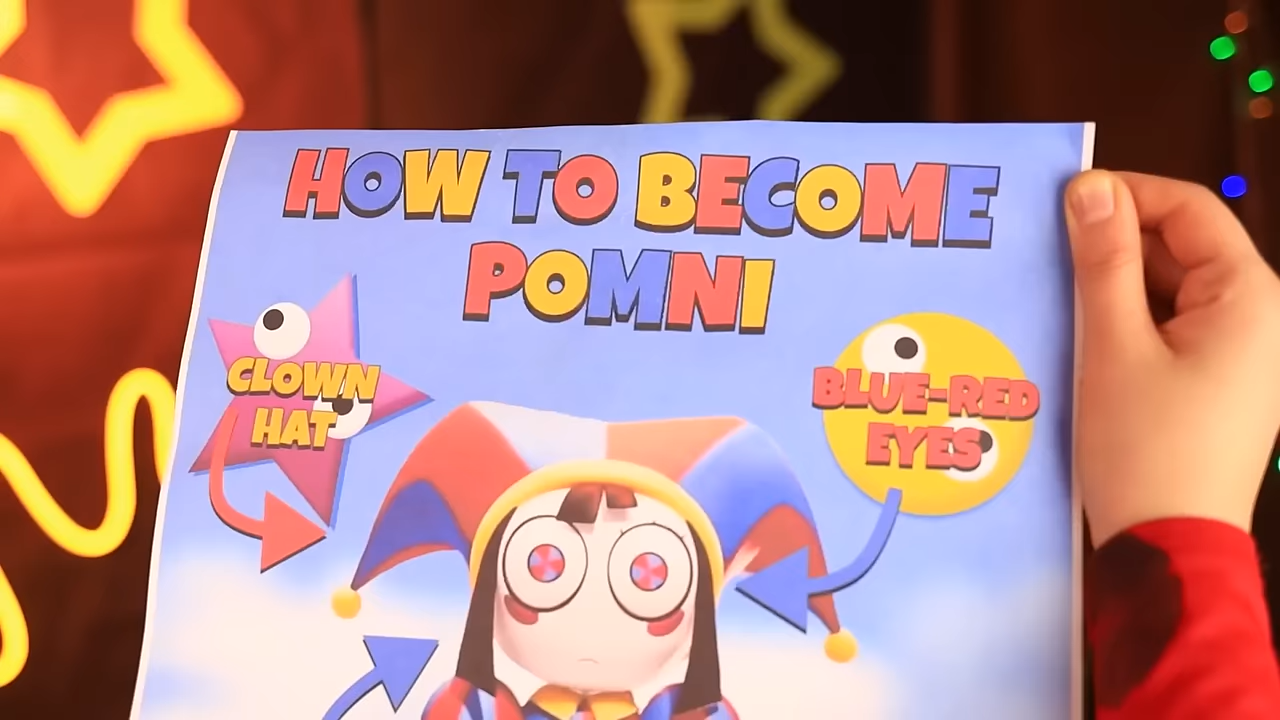 HOW TO BECOME
POMNI
CLOWN
HAT
BLUE-RED
EYES